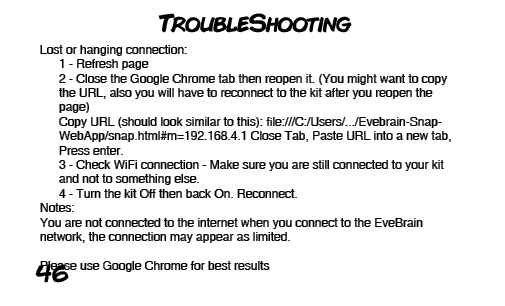 TROUBLESHOOTING
Lost or hanging connection:
1 - Refresh page
2 - Close the Google Chrome tab then reopen it. (You might want to copy
the URL, also you will have to reconnect to the kit after you reopen the
page)
Copy URL (should look similar to this): file:///C:/Users/.../Evebrain-Snap-
WebApp/snap.html#m=192.168.4.1 Close Tab, Paste URL into a new tab,
Press enter.
3 - Check WiFi connection - Make sure you are still connected to your kit
and not to something else.
4 - Turn the kit Off then back On. Reconnect.
Notes:
You are not connected to the internet when you connect to the EveBrain
network, the connection may appear as limited.
Please use Google Chrome for best results
46